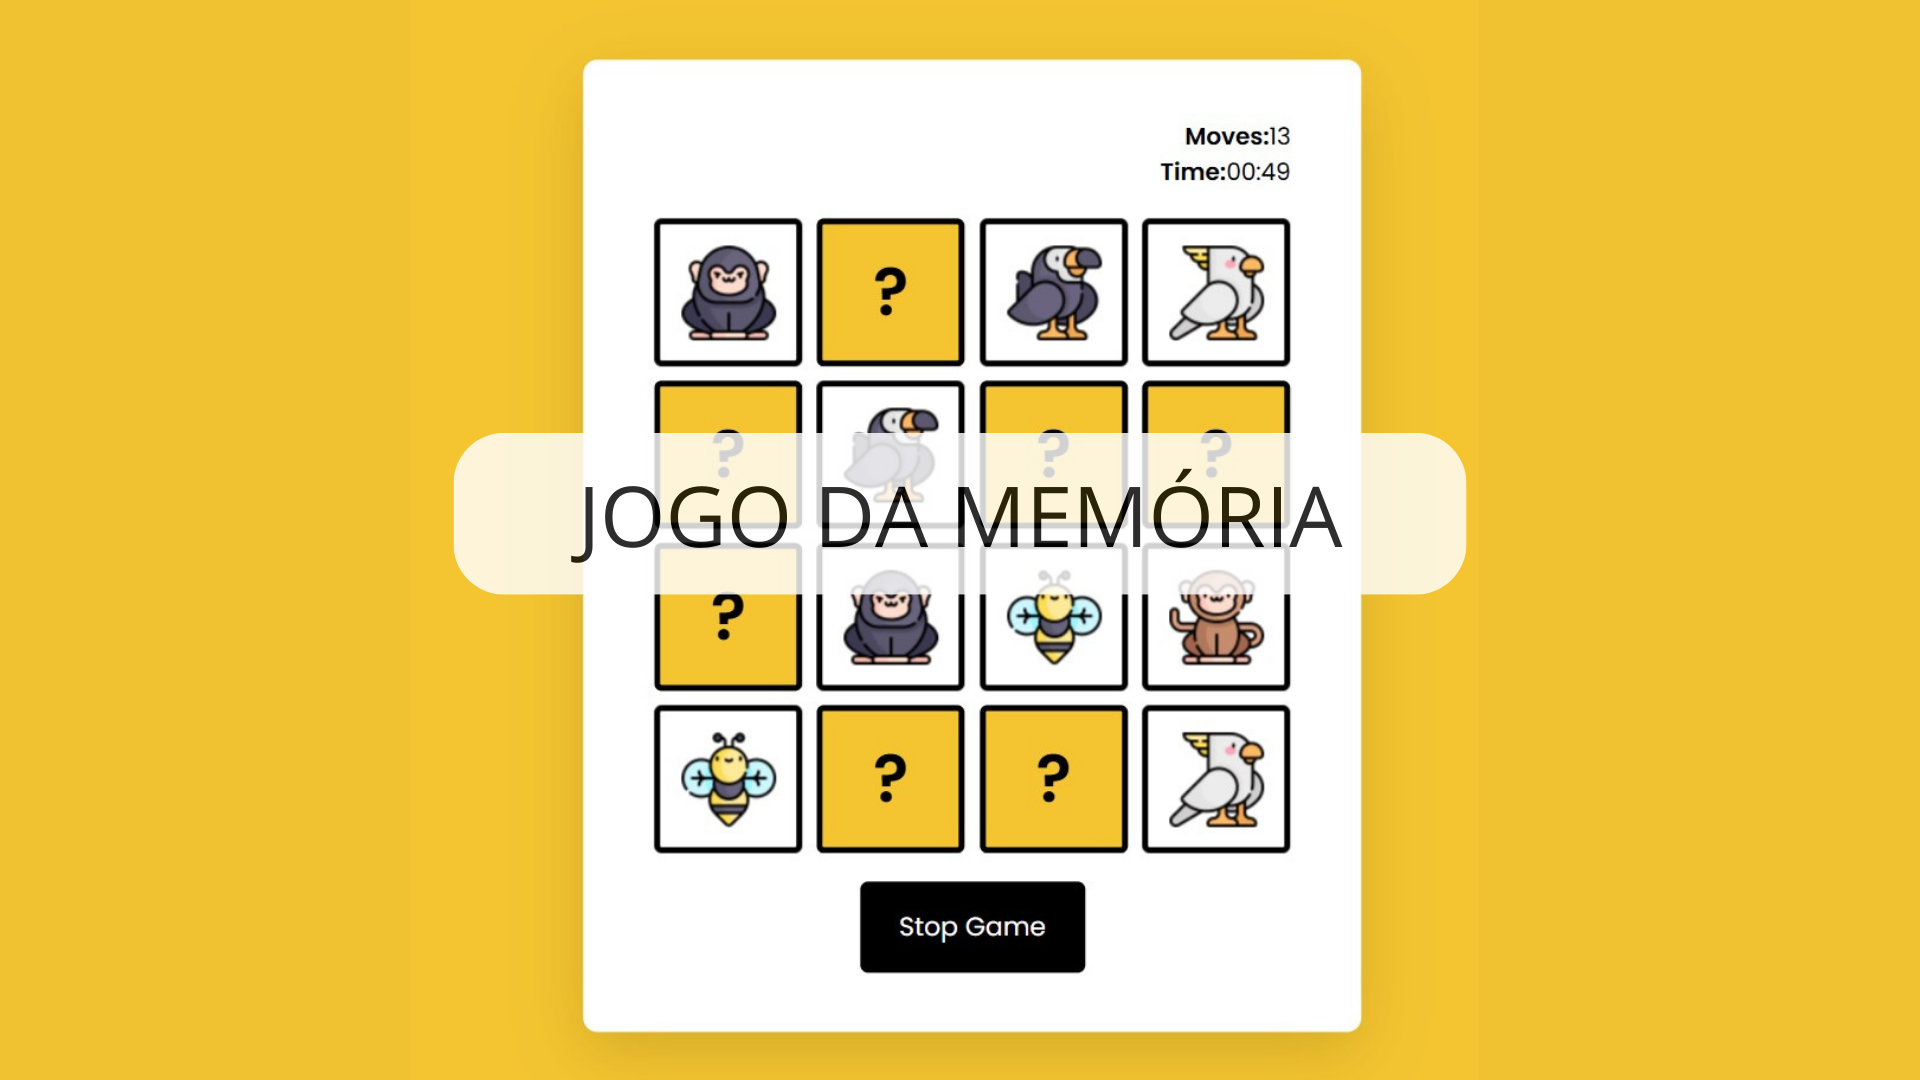 Moves:13
Time:00:49
?
? ? ?
JOGO DA MEMÓRIA
?
? ?
Stop Game